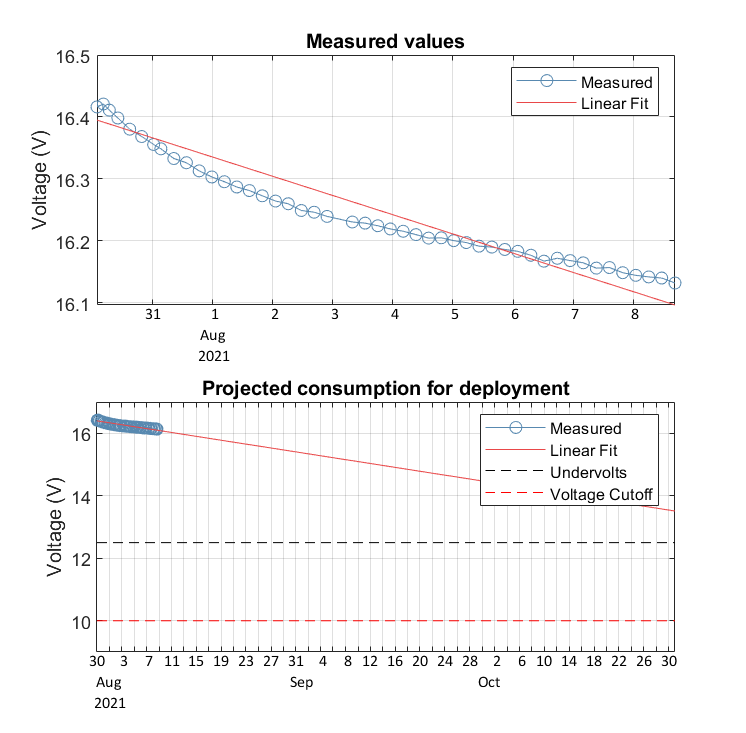 Measured values
16.5
16.4
16.3
16.2
16.1
Voltage (V)
Measured
Linear Fit
31 1 2 3 4 5 6 7 8
Aug
2021
Projected consumption for deployment
16
14
12
10
Voltage (V)
Measured
Linear Fit
Undervolts
Voltage Cutoff
30 3 7 11 15 19 23 27 31 4 8 12 16 20 24 28 2 6 10 14 18 22 26 30
Aug Sep Oct
2021